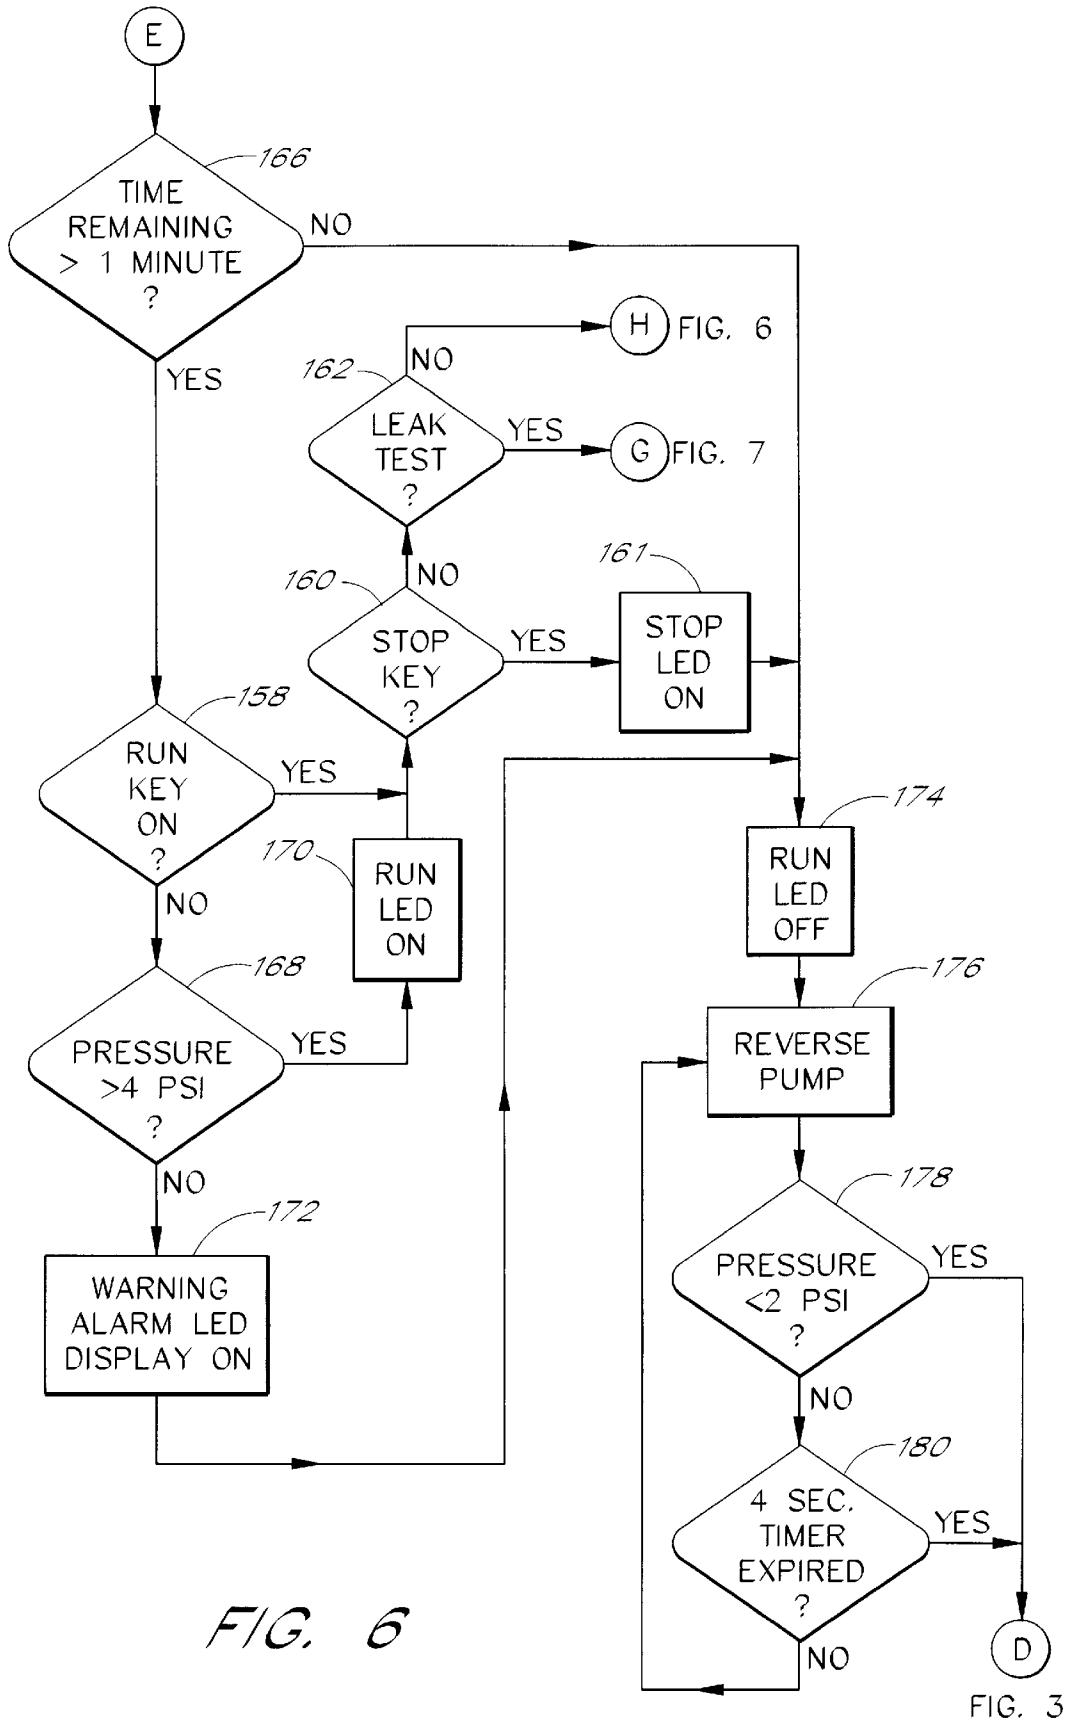 E
166
TIME
REMAINING
> 1 MINUTE
?
NO
YES
H FIG. 6
NO
162
LEAK
TEST
?
YES
G FIG. 7
NO
160
STOP
KEY
?
YES
161
STOP
LED
ON
158
RUN
KEY
ON
?
YES
NO
170
RUN
LED
ON
174
RUN
LED
OFF
168
PRESSURE
>4 PSI
?
YES
NO
176
REVERSE
PUMP
172
WARNING
ALARM LED
DISPLAY ON
178
PRESSURE
<2 PSI
?
YES
NO
180
4 SEC.
TIMER
EXPIRED
?
YES
NO
D
FIG. 3
FIG. 6